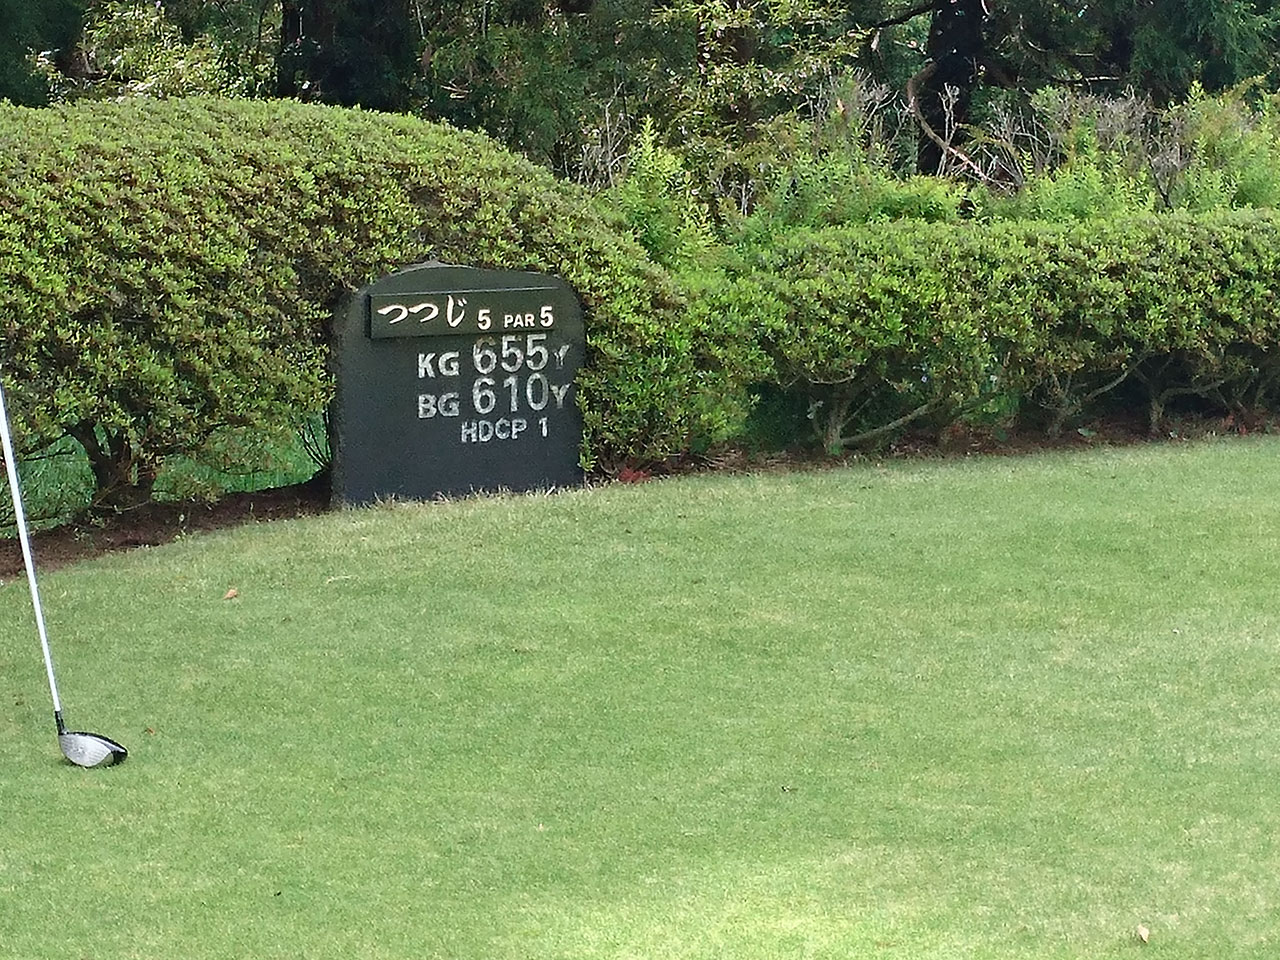 つつじ 5 PAR 5
KG 655Y
BG 610Y
HDCP 1